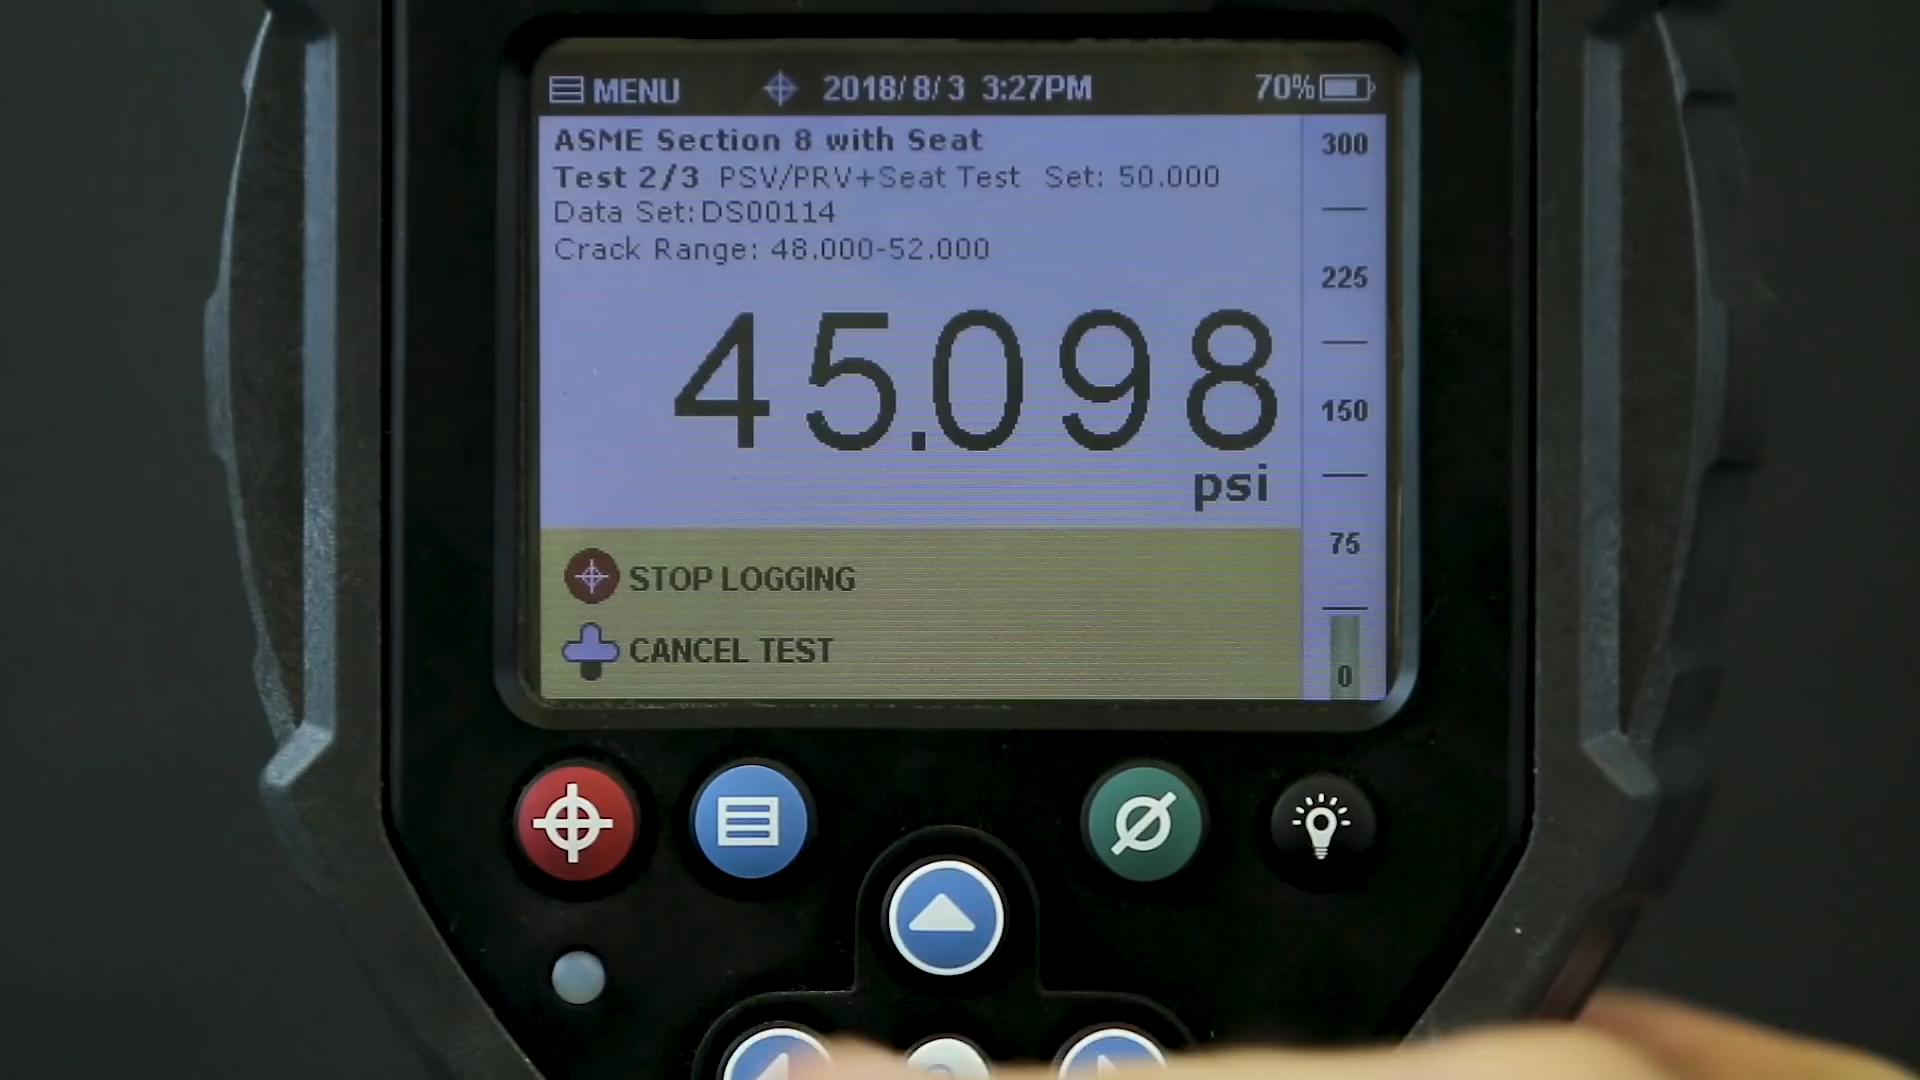 MENU 2018/8/3 3:27PM 70%
ASME Section 8 with Seat
Test 2/3 PSV/PRV+Seat Test Set: 50.000
Data Set:DS00114
Crack Range: 48.000-52.000
45.098
psi
STOP LOGGING
CANCEL TEST
300
225
150
75
0